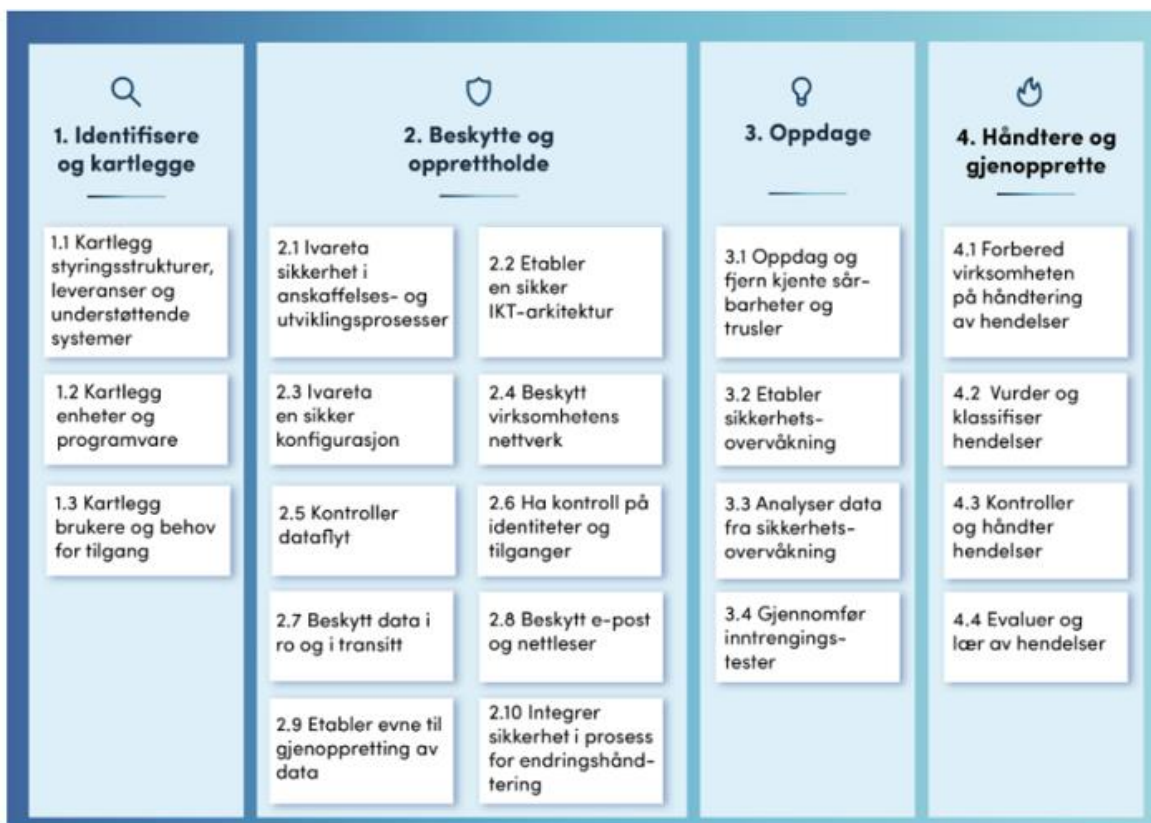 1. Identifisere
og kartlegge
1.1 Kartlegg
styringsstrukturer,
leveranser og
understøttende
systemer
1.2 Kartlegg
enheter og
programvare
1.3 Kartlegg
brukere og behov
for tilgang
2. Beskytte og
opprettholde
2.1 Ivareta
sikkerhet i
anskaffelses- og
utviklingsprosesser
2.2 Etabler
en sikker
IKT-arkitektur
2.3 Ivareta
en sikker
konfigurasjon
2.4 Beskytt
virksomhetens
nettverk
2.5 Kontroller
dataflyt
2.6 Ha kontroll på
identiteter og
tilganger
2.7 Beskytt data i
ro og i transitt
2.8 Beskytt e-post
og nettleser
2.9 Etabler evne til
gjenoppretting av
data
2.10 Integrer
sikkerhet i prosess
for endringshånd-
tering
3. Oppdage
3.1 Oppdag og
fjern kjente sår-
barheter og
trusler
3.2 Etabler
sikkerhets-
overvåkning
3.3 Analyser data
fra sikkerhets-
overvåkning
3.4 Gjennomfør
inntrengings-
tester
4. Håndtere og
gjenopprette
4.1 Forbered
virksomheten
på håndtering
av hendelser
4.2 Vurder og
klassifiser
hendelser
4.3 Kontroller
og håndter
hendelser
4.4 Evaluer og
lær av hendelser